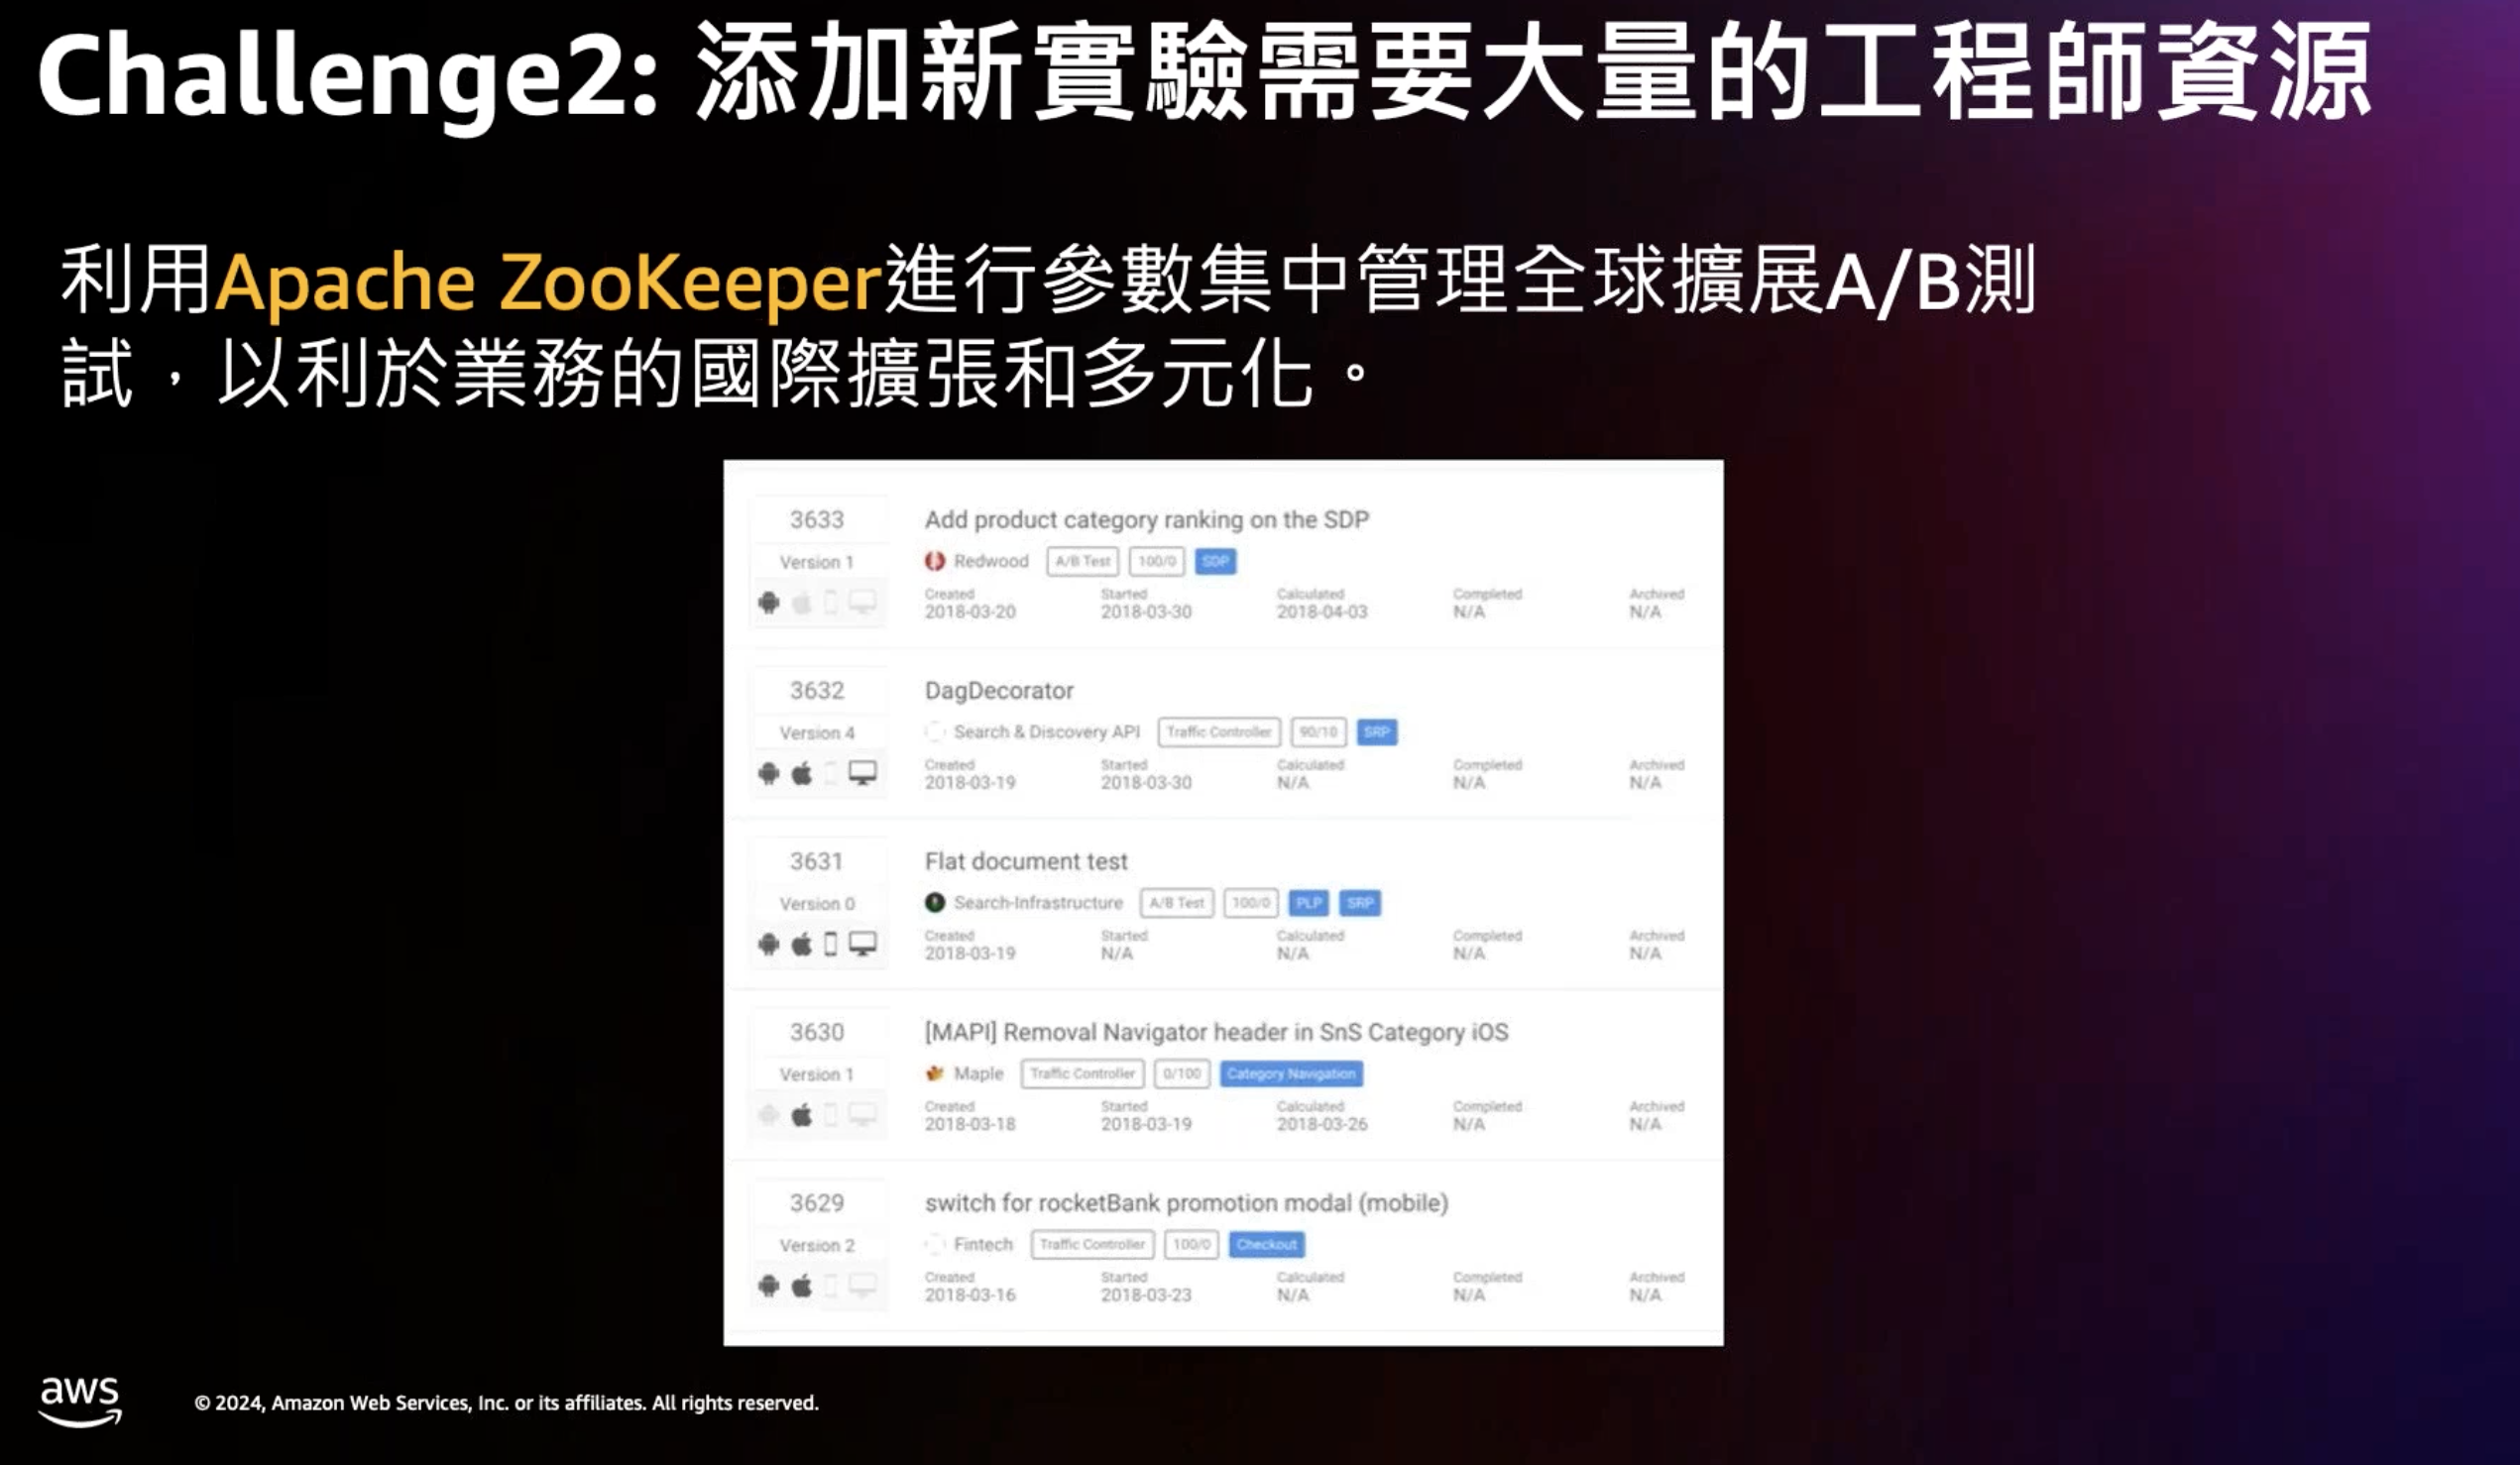 Challenge2: 添加新實驗需要大量的工程師資源
利用Apache ZooKeeper進行參數集中管理全球擴展A/B測
試，以利於業務的國際擴張和多元化。
3633
Add product category ranking on the SDP
Version 1
Redwood A/B Test 100/0 SDP
Created Started Calculated Completed Archived
2018-03-20 2018-03-30 2018-04-03 N/A N/A
3632
DagDecorator
Version 4
Search & Discovery API Traffic Controller 90/10 SRP
Created Started Calculated Completed Archived
2018-03-19 2018-03-30 N/A N/A N/A
3631
Flat document test
Version 0
Search-Infrastructure A/B Test 100/0 PLP SRP
Created Started Calculated Completed Archived
2018-03-19 N/A N/A N/A N/A
3630
[MAPI] Removal Navigator header in SnS Category iOS
Version 1
Maple Traffic Controller 0/100 Category Navigation
Created Started Calculated Completed Archived
2018-03-18 2018-03-19 2018-03-26 N/A N/A
3629
switch for rocketBank promotion modal (mobile)
Version 2
Fintech Traffic Controller 100/0 Checkout
Created Started Calculated Completed Archived
2018-03-16 2018-03-23 N/A N/A N/A
aws
© 2024, Amazon Web Services, Inc. or its affiliates. All rights reserved.